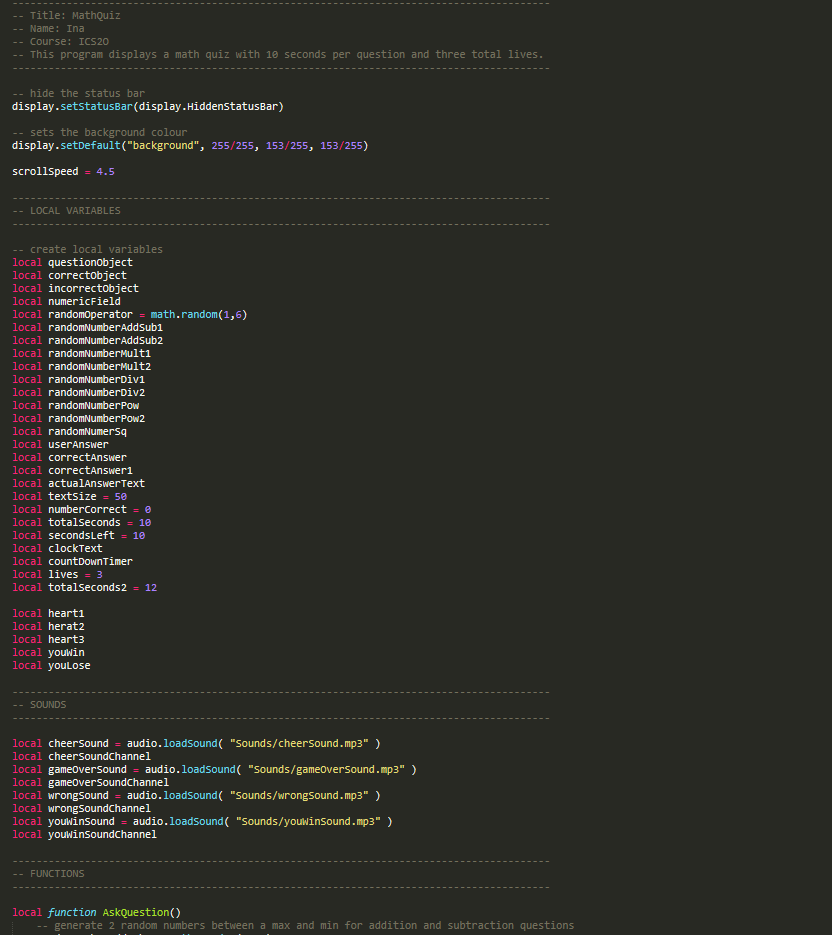 ------------------------------------------------------------------------------------------
-- Title: MathQuiz
-- Name: Ina
-- Course: ICS2O
-- This program displays a math quiz with 10 seconds per question and three total lives.
------------------------------------------------------------------------------------------
-- hide the status bar
display.setStatusBar(display.HiddenStatusBar)
-- sets the background colour
display.setDefault("background", 255/255, 153/255, 153/255)
scrollSpeed = 4.5
------------------------------------------------------------------------------------------
-- LOCAL VARIABLES
------------------------------------------------------------------------------------------
-- create local variables
local questionObject
local correctObject
local incorrectObject
local numericField
local randomOperator = math.random(1,6)
local randomNumberAddSub1
local randomNumberAddSub2
local randomNumberMult1
local randomNumberMult2
local randomNumberDiv1
local randomNumberDiv2
local randomNumberPow
local randomNumberPow2
local randomNumerSq
local userAnswer
local correctAnswer
local correctAnswer1
local actualAnswerText
local textSize = 50
local numberCorrect = 0
local totalSeconds = 10
local secondsLeft = 10
local clockText
local countDownTimer
local lives = 3
local totalSeconds2 = 12
local heart1
local herat2
local heart3
local youWin
local youLose
------------------------------------------------------------------------------------------
-- SOUNDS
------------------------------------------------------------------------------------------
local cheerSound = audio.loadSound( "Sounds/cheerSound.mp3" )
local cheerSoundChannel
local gameOverSound = audio.loadSound( "Sounds/gameOverSound.mp3" )
local gameOverSoundChannel
local wrongSound = audio.loadSound( "Sounds/wrongSound.mp3" )
local wrongSoundChannel
local youWinSound = audio.loadSound( "Sounds/youWinSound.mp3" )
local youWinSoundChannel
------------------------------------------------------------------------------------------
-- FUNCTIONS
------------------------------------------------------------------------------------------
local function AskQuestion()
-- generate 2 random numbers between a max and min for addition and subtraction questions